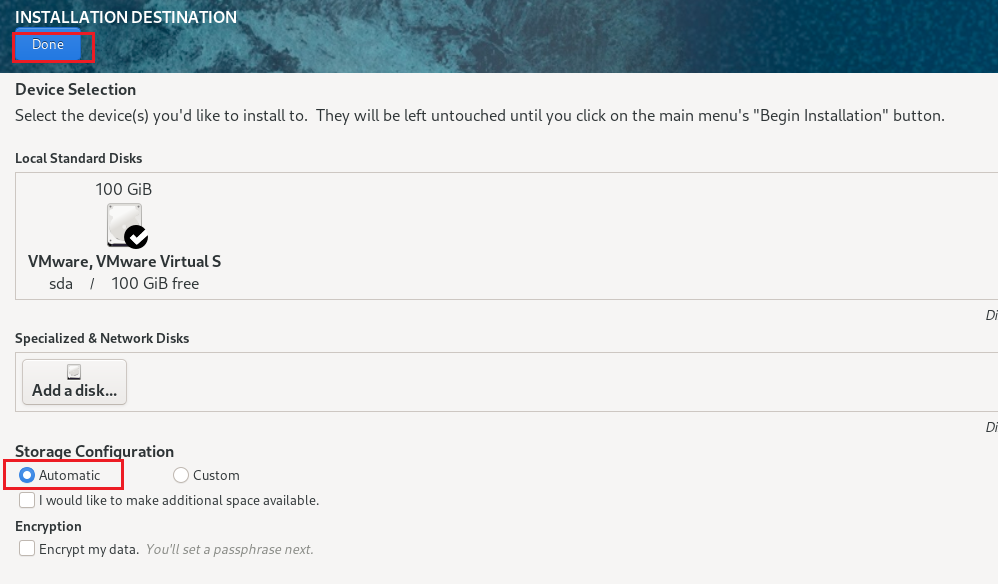 INSTALLATION DESTINATION
Done
Device Selection
Select the device(s) you'd like to install to.  They will be left untouched until you click on the main menu's "Begin Installation" button.
Local Standard Disks
100 GiB
VMware, VMware Virtual S
sda / 100 GiB free
Di
Specialized & Network Disks
Add a disk...
Di
Storage Configuration
Automatic Custom
I would like to make additional space available.
Encryption
Encrypt my data. You'll set a passphrase next.